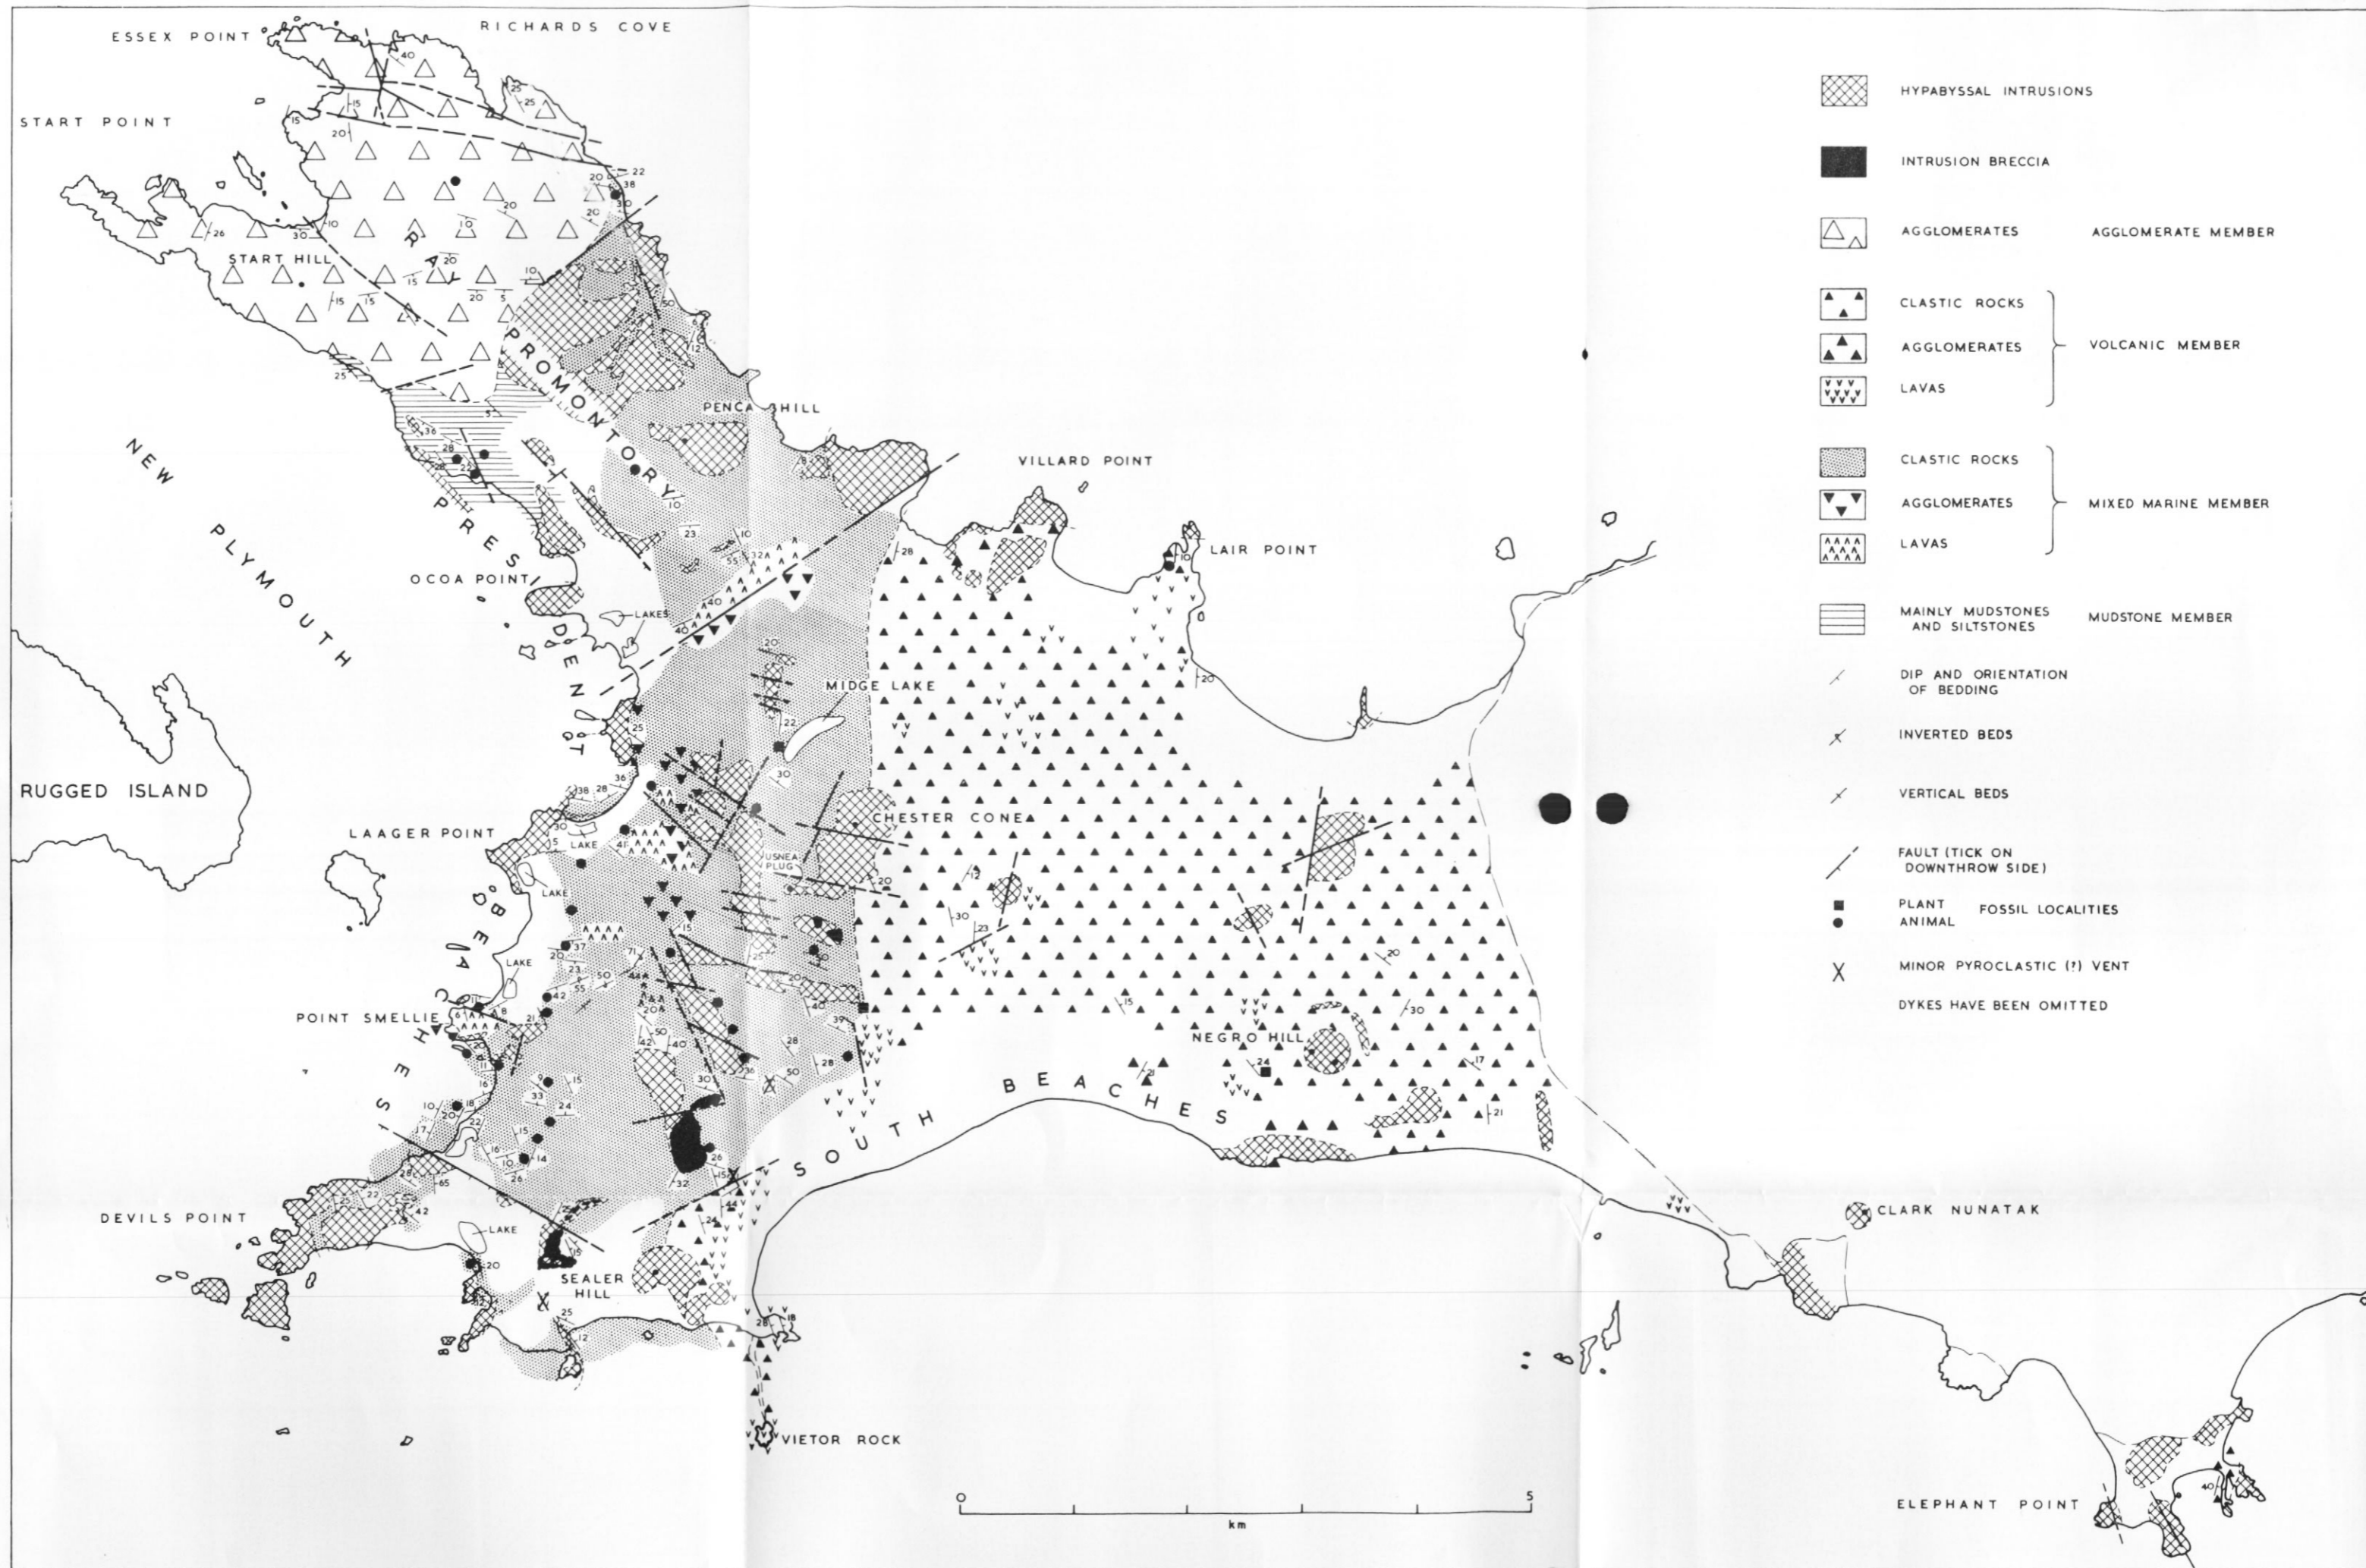 ESSEX POINT
RICHARDS COVE
START POINT
START HILL
RAY
PROMONTORY
PENCA HILL
VILLARD POINT
LAIR POINT
NEW
PLYMOUTH
OCOA POINT
LAKES
PRESIDENT
MIDGE LAKE
RUGGED ISLAND
LAAGER POINT
LAKE
CHESTER CONE
USNEA
PLUG
LAKE
BEACHES
LAKE
POINT SMELLIE
NEGRO HILL
SOUTH BEACHES
DEVILS POINT
LAKE
SEALER
HILL
CLARK NUNATAK
VIETOR ROCK
ELEPHANT POINT
0 5
km
HYPABYSSAL INTRUSIONS
INTRUSION BRECCIA
AGGLOMERATES AGGLOMERATE MEMBER
CLASTIC ROCKS
AGGLOMERATES VOLCANIC MEMBER
LAVAS
CLASTIC ROCKS
AGGLOMERATES MIXED MARINE MEMBER
LAVAS
MAINLY MUDSTONES MUDSTONE MEMBER
AND SILTSTONES
DIP AND ORIENTATION
OF BEDDING
INVERTED BEDS
VERTICAL BEDS
FAULT (TICK ON
DOWNTHROW SIDE)
PLANT FOSSIL LOCALITIES
ANIMAL
MINOR PYROCLASTIC (?) VENT
DYKES HAVE BEEN OMITTED